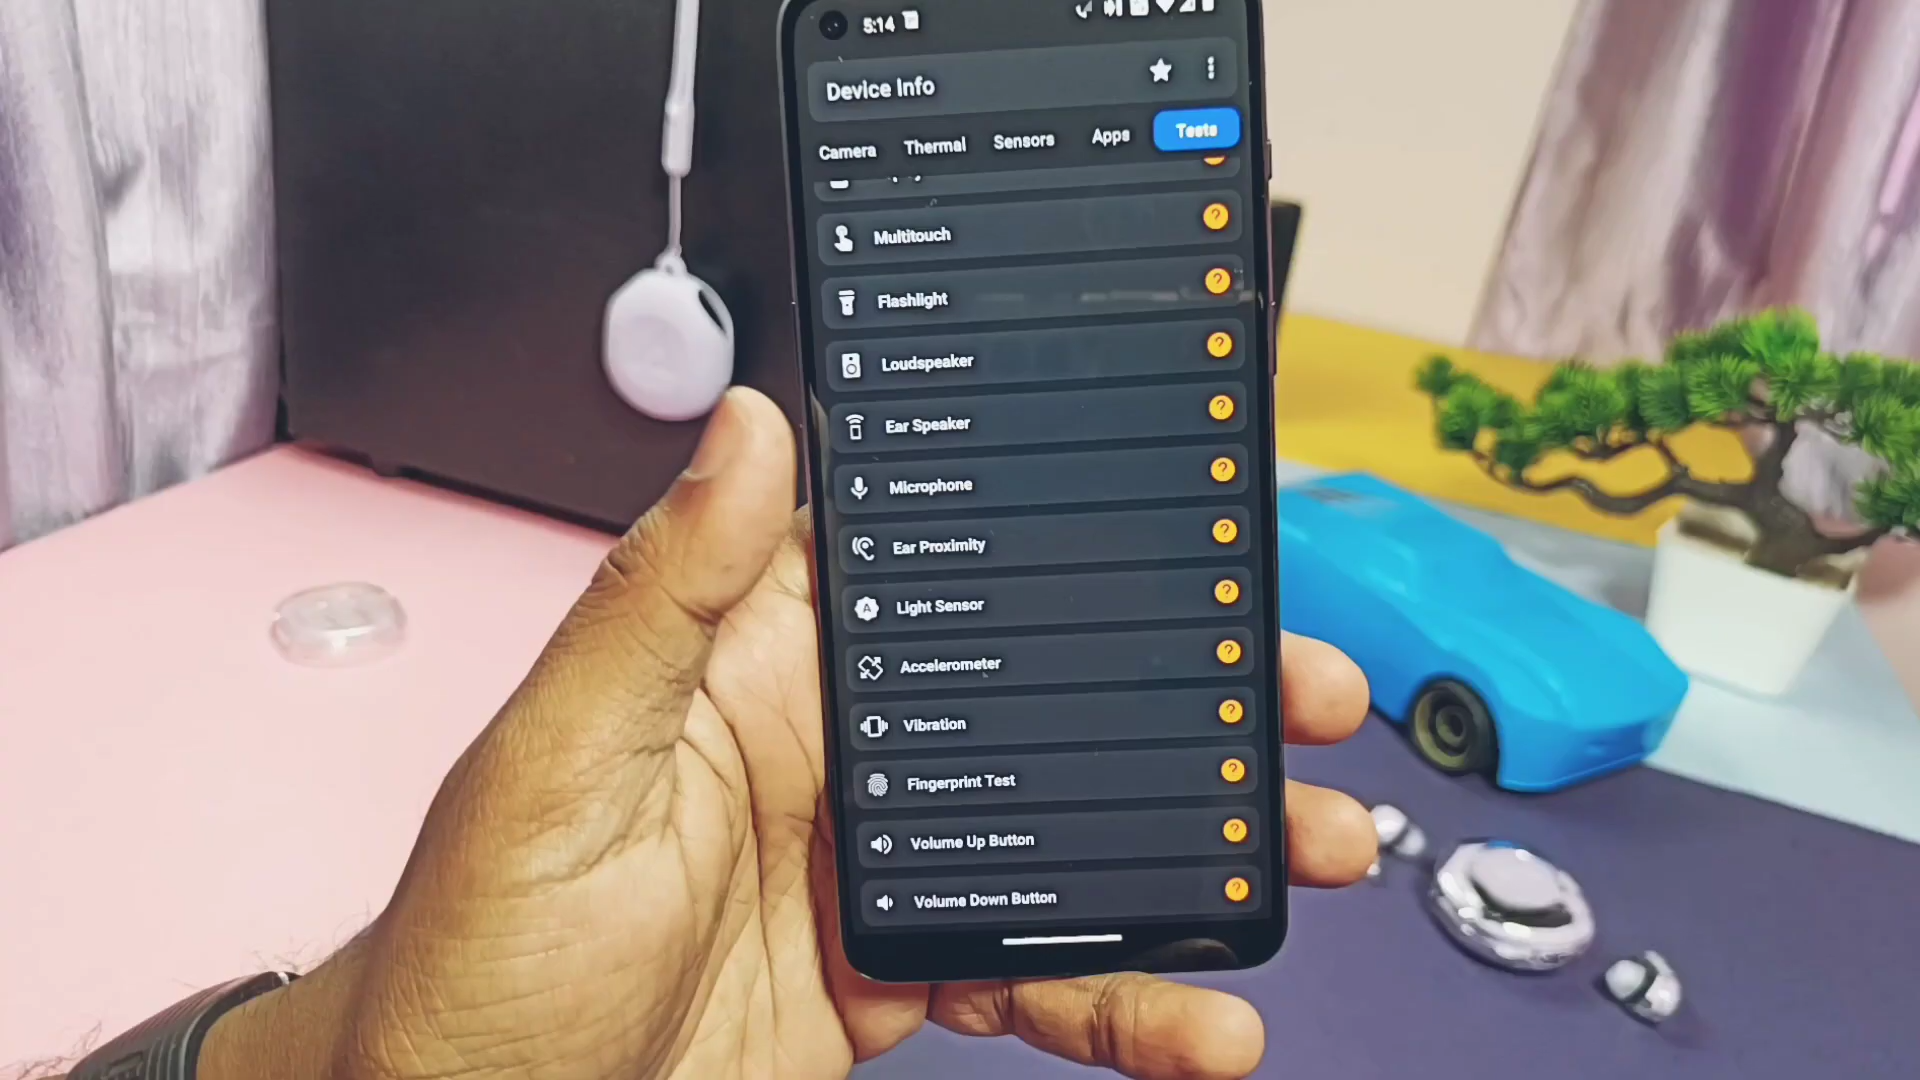 5:14
Device Info
Camera Thermal Sensors Apps Tests
Multitouch
Flashlight
Loudspeaker
Ear Speaker
Microphone
Ear Proximity
Light Sensor
Accelerometer
Vibration
Fingerprint Test
Volume Up Button
Volume Down Button